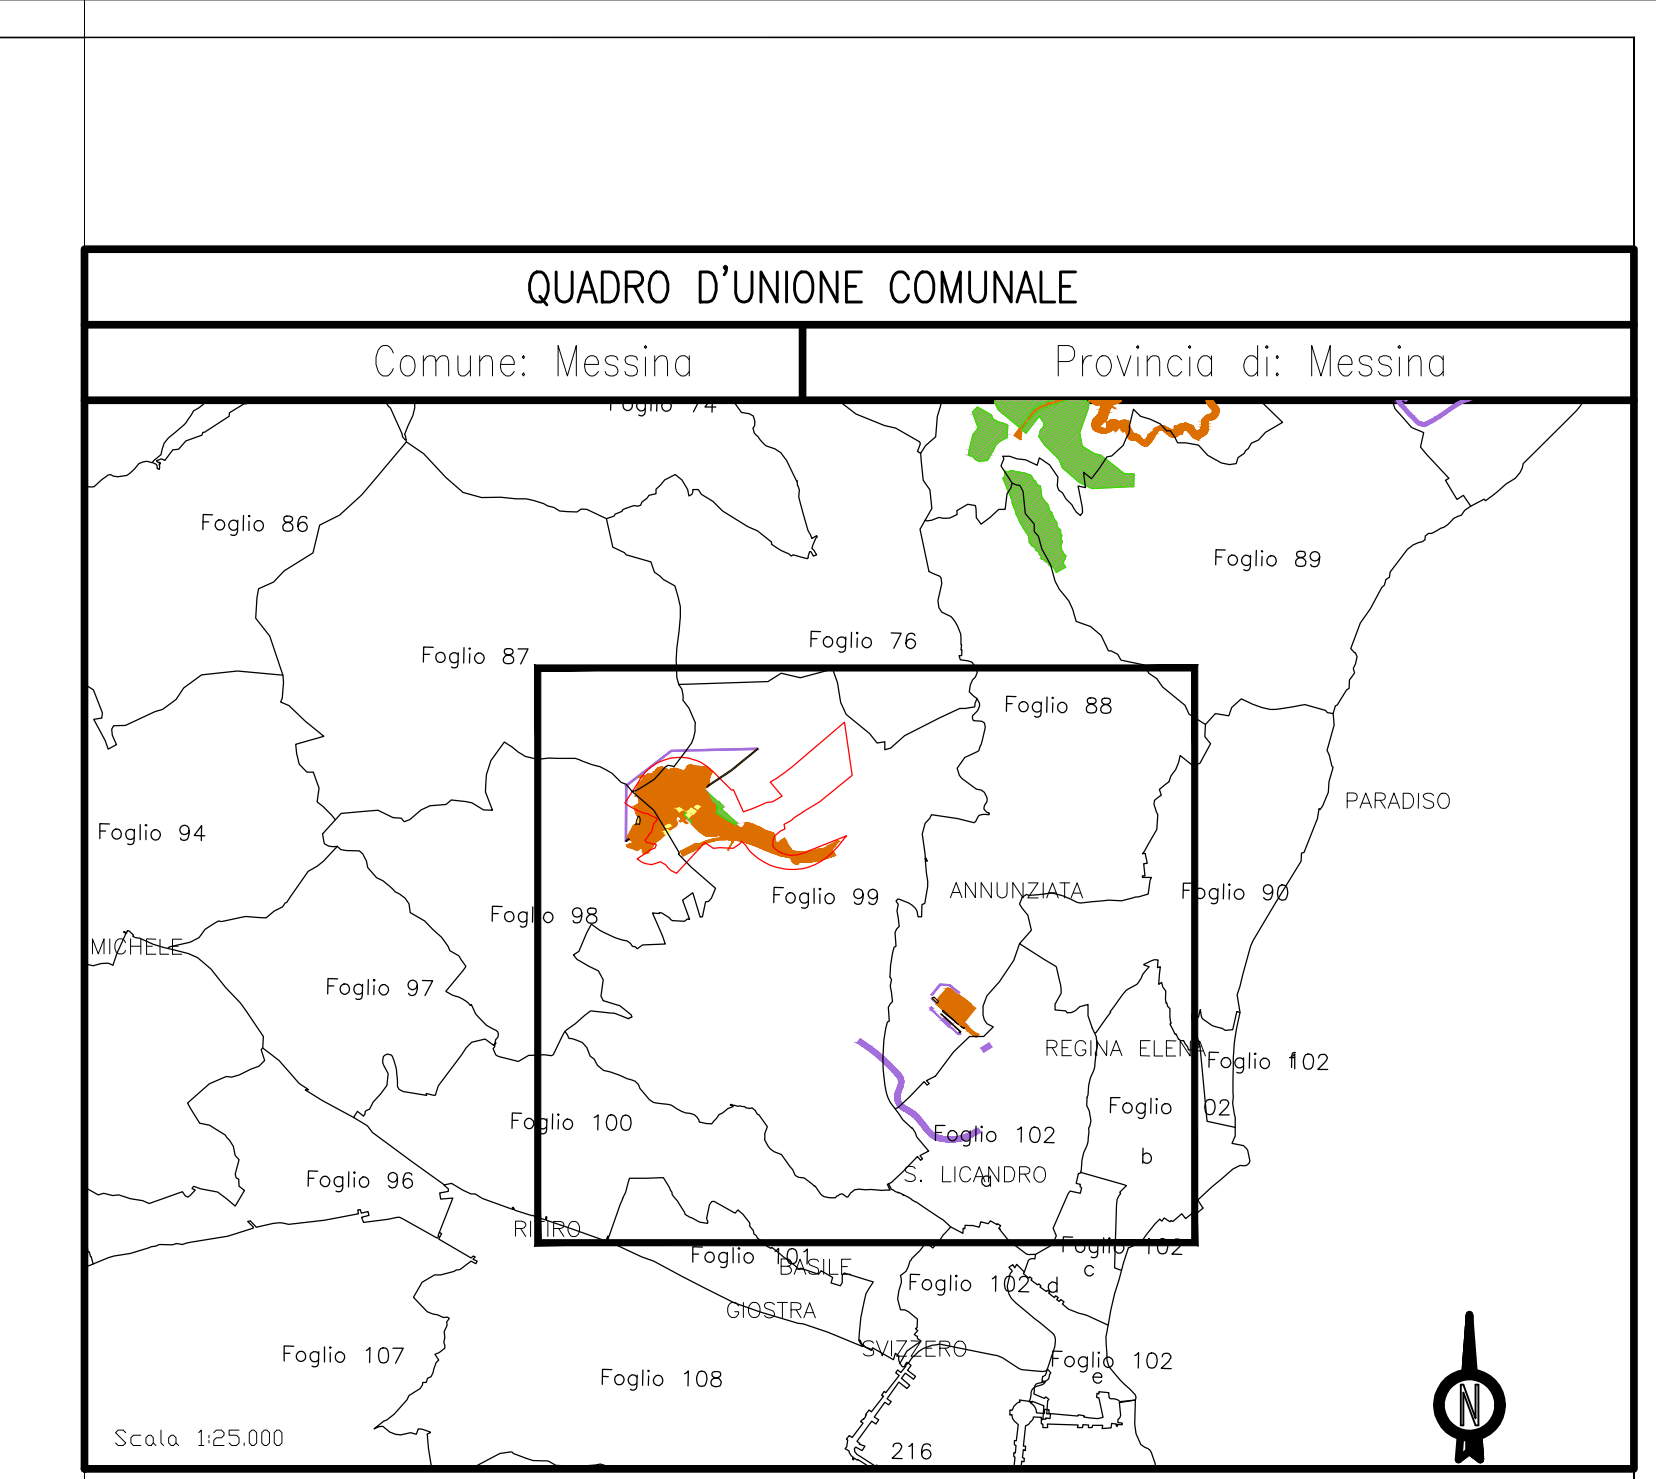 QUADRO D'UNIONE COMUNALE
Comune: Messina
Provincia di: Messina
Foglio 74
Foglio 86
Foglio 89
Foglio 76
Foglio 87
Foglio 88
PARADISO
Foglio 94
ANNUNZIATA
Foglio 90
Foglio 99
Foglio 98
MICHELE
Foglio 97
REGINA ELENA
Foglio 102
f
Foglio 102
b
Foglio 100
Foglio 102
S. LICANDRO
a
Foglio 96
RITIRO
Foglio 102
c
Foglio 101
BASILE
Foglio 102 d
GIOSTRA
SVIZZERO
Foglio 107
Foglio 102
e
Foglio 108
N
Scala 1:25.000
216